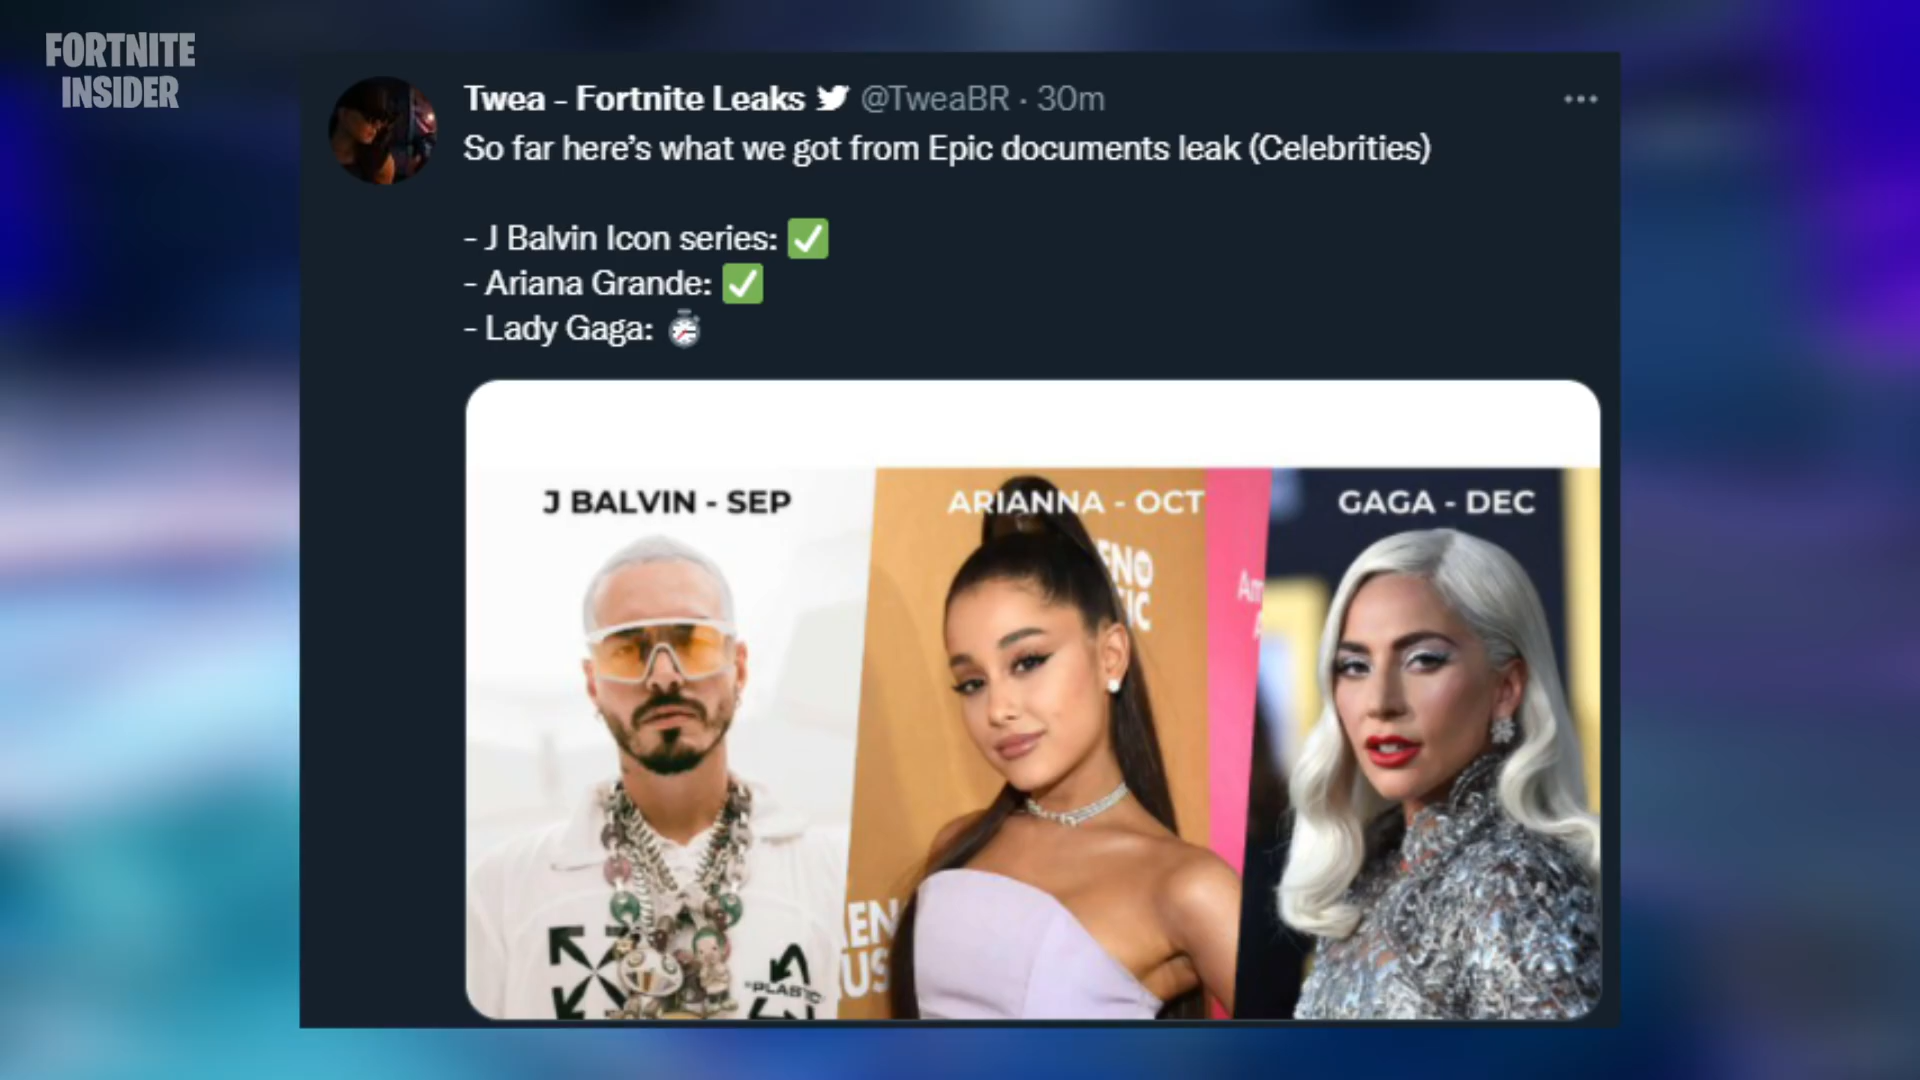 FORTNITE
INSIDER
Twea - Fortnite Leaks @TweaBR · 30m
So far here's what we got from Epic documents leak (Celebrities)
- J Balvin Icon series: ✅
- Ariana Grande: ✅
- Lady Gaga: ⏱
J BALVIN - SEP
ARIANNA - OCT
GAGA - DEC
"PLASTIC